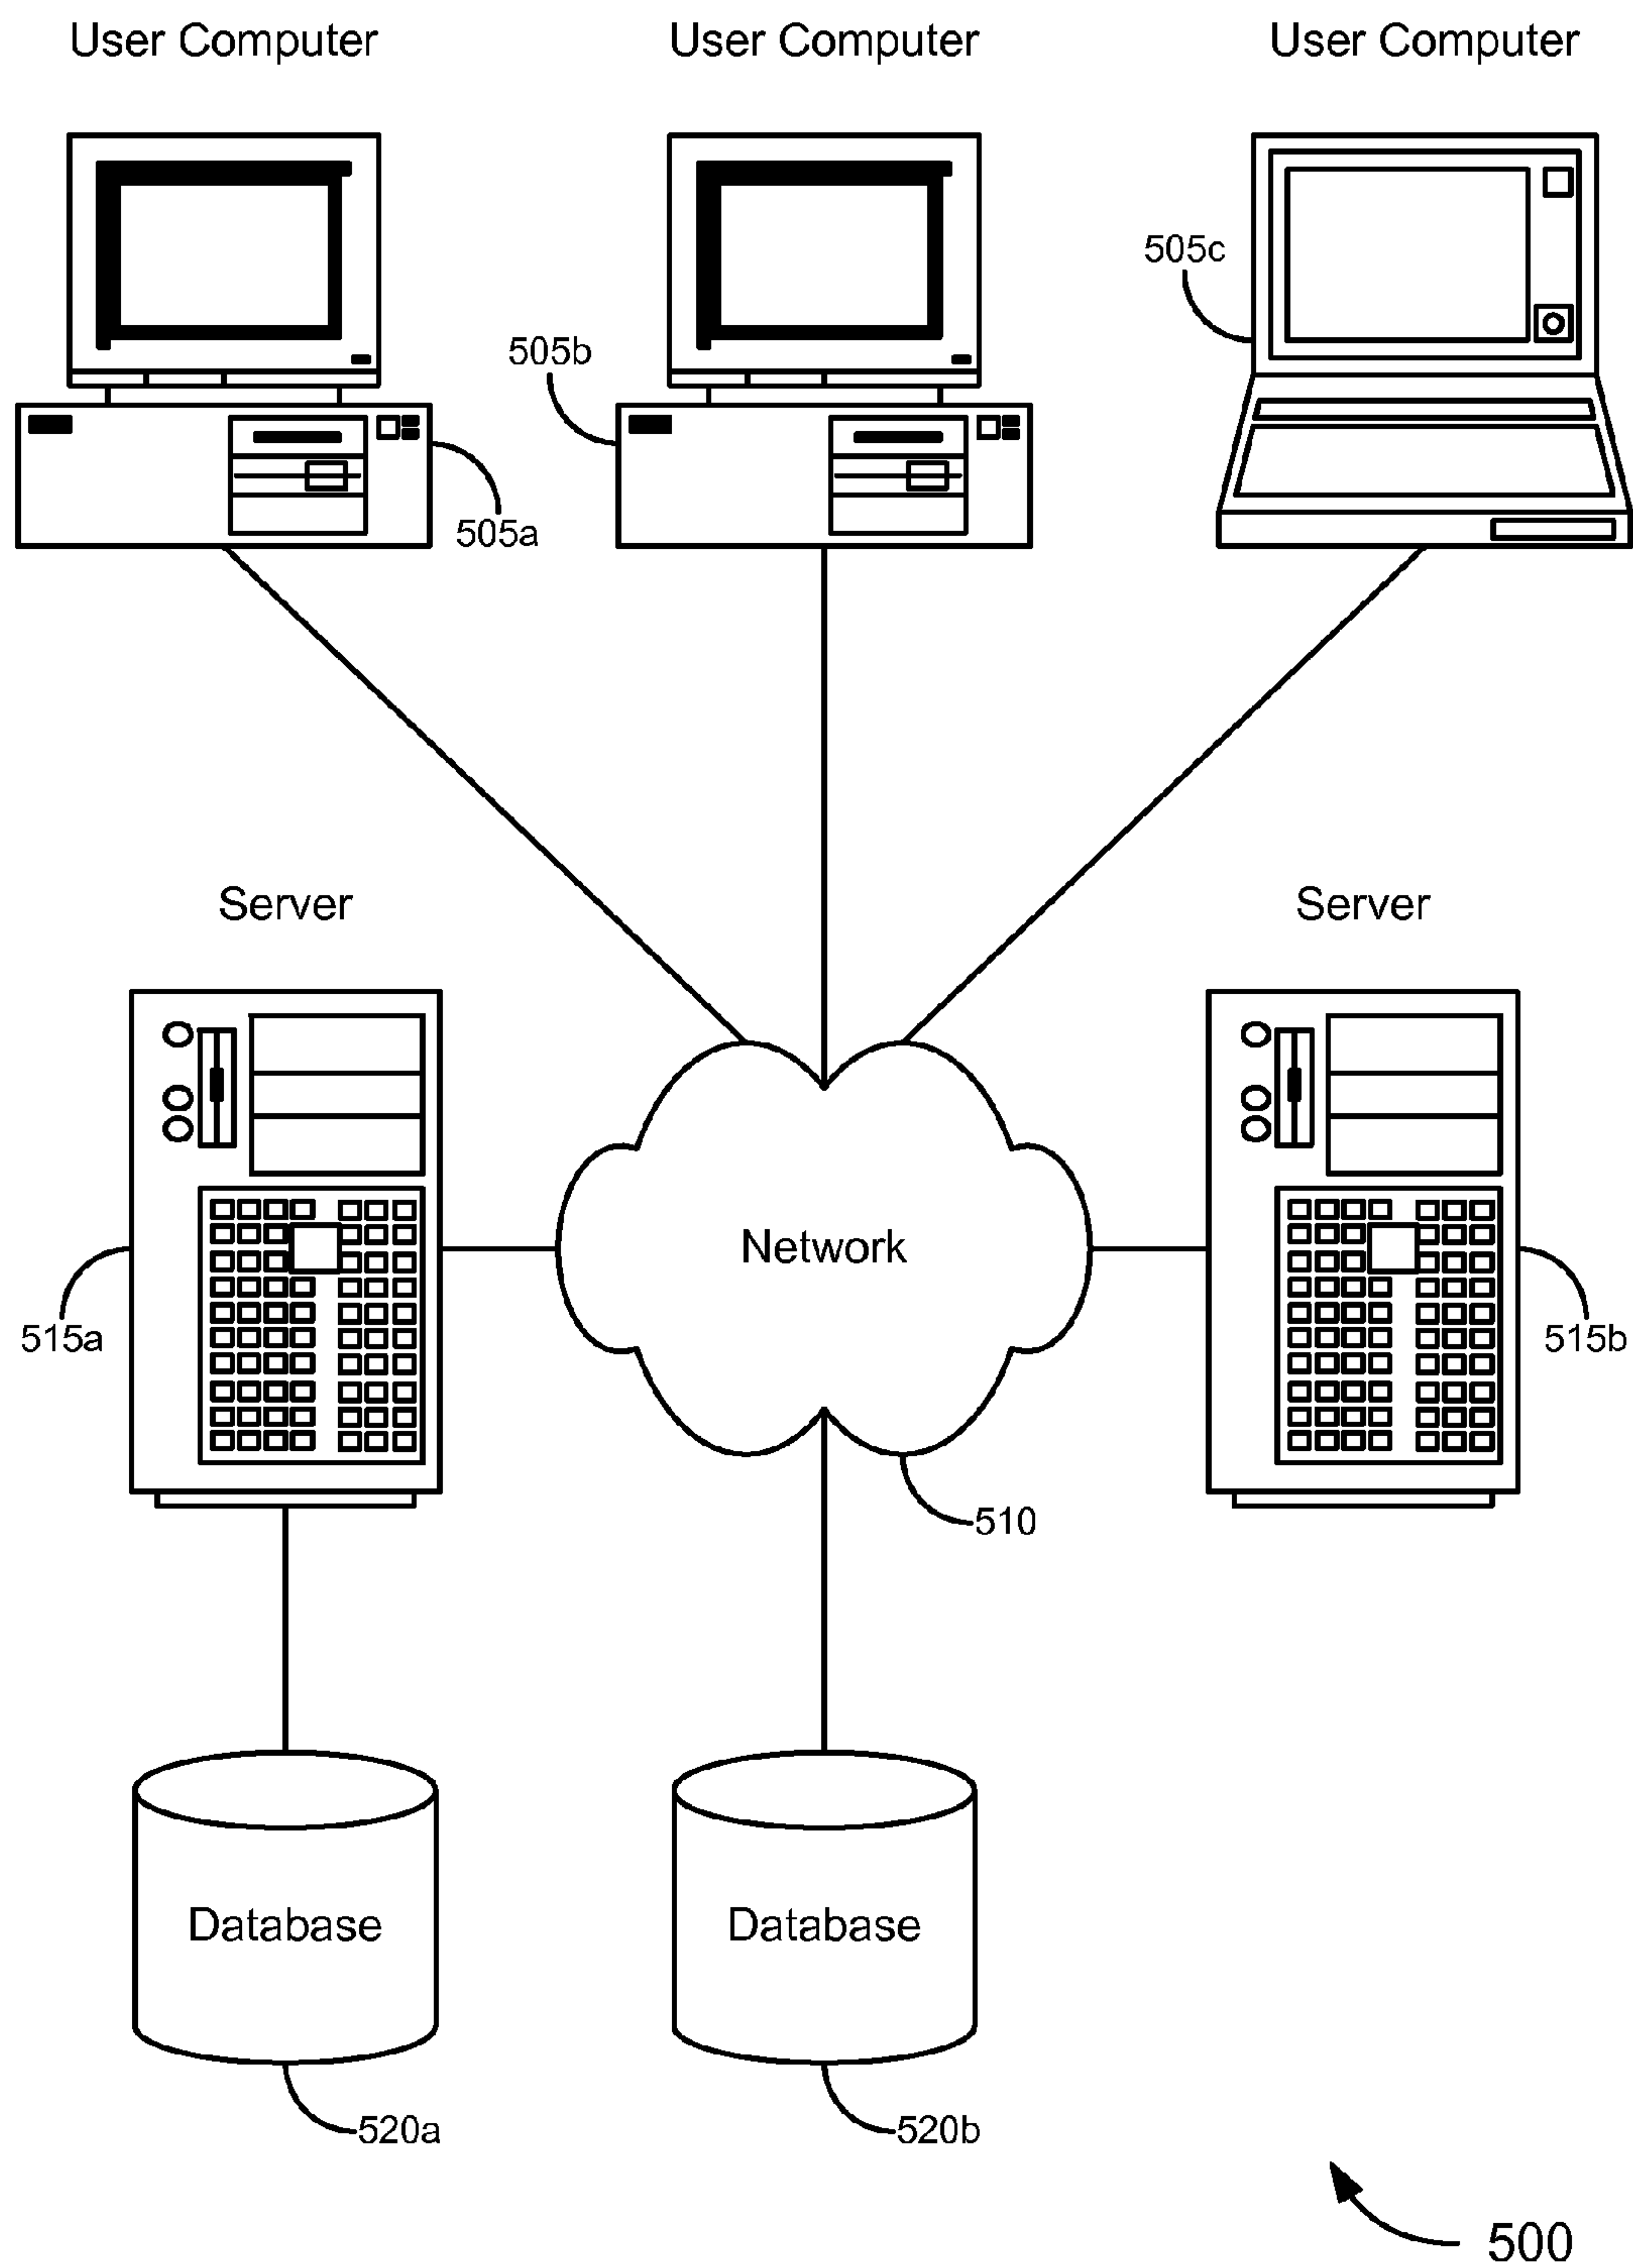 User Computer
User Computer
User Computer
505c
505b
505a
Server
Server
Network
515a
515b
510
Database
Database
520a
520b
500